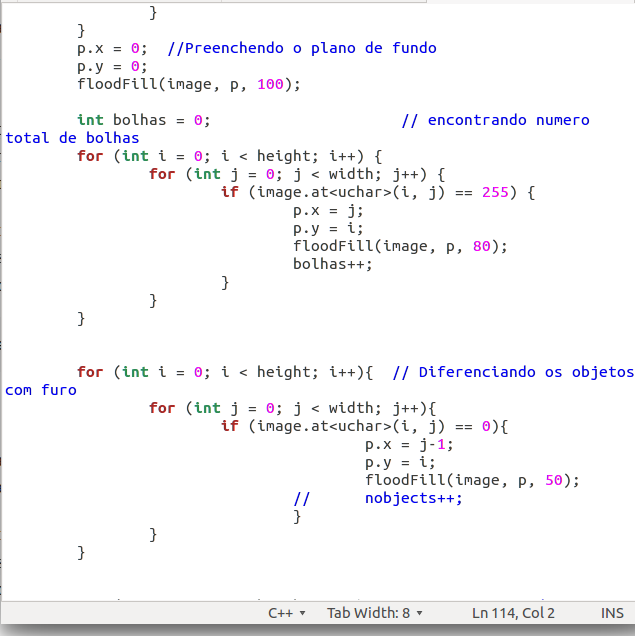 }
}
p.x = 0;  //Preenchendo o plano de fundo
p.y = 0;
floodFill(image, p, 100);
int bolhas = 0;                     // encontrando numero
total de bolhas
for (int i = 0; i < height; i++) {
for (int j = 0; j < width; j++) {
if (image.at<uchar>(i, j) == 255) {
p.x = j;
p.y = i;
floodFill(image, p, 80);
bolhas++;
}
}
}
for (int i = 0; i < height; i++){  // Diferenciando os objetos
com furo
for (int j = 0; j < width; j++){
if (image.at<uchar>(i, j) == 0){
p.x = j-1;
p.y = i;
floodFill(image, p, 50);
//      nobjects++;
}
}
}
C++ Tab Width: 8 Ln 114, Col 2 INS